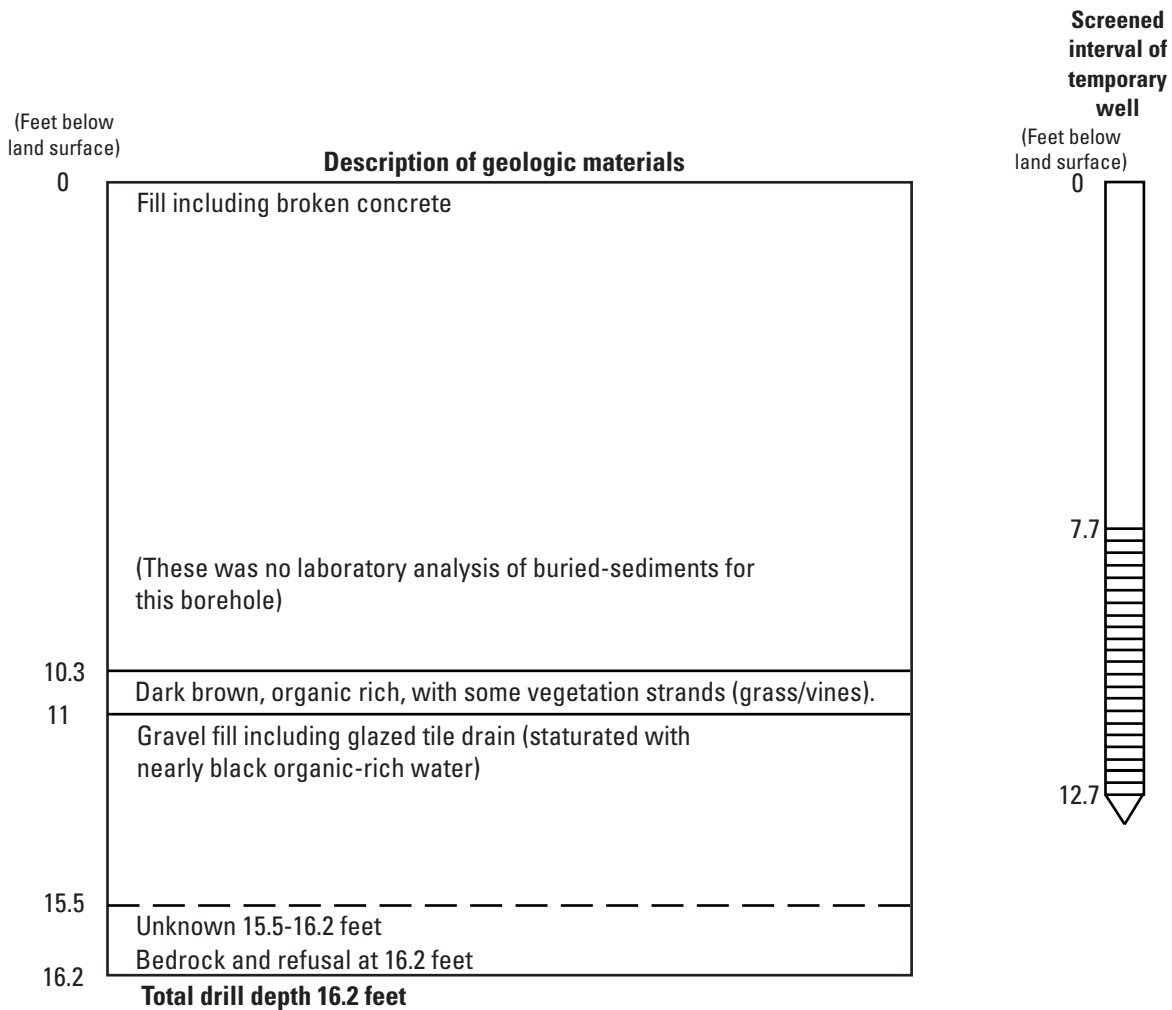 Screened
interval of
temporary
well
(Feet below
land surface)
(Feet below
land surface)
Description of geologic materials
0
0
Fill including broken concrete
7.7
(These was no laboratory analysis of buried-sediments for
this borehole)
10.3
Dark brown, organic rich, with some vegetation strands (grass/vines).
11
Gravel fill including glazed tile drain (staturated with
nearly black organic-rich water)
12.7
15.5
Unknown 15.5-16.2 feet
Bedrock and refusal at 16.2 feet
16.2
Total drill depth 16.2 feet